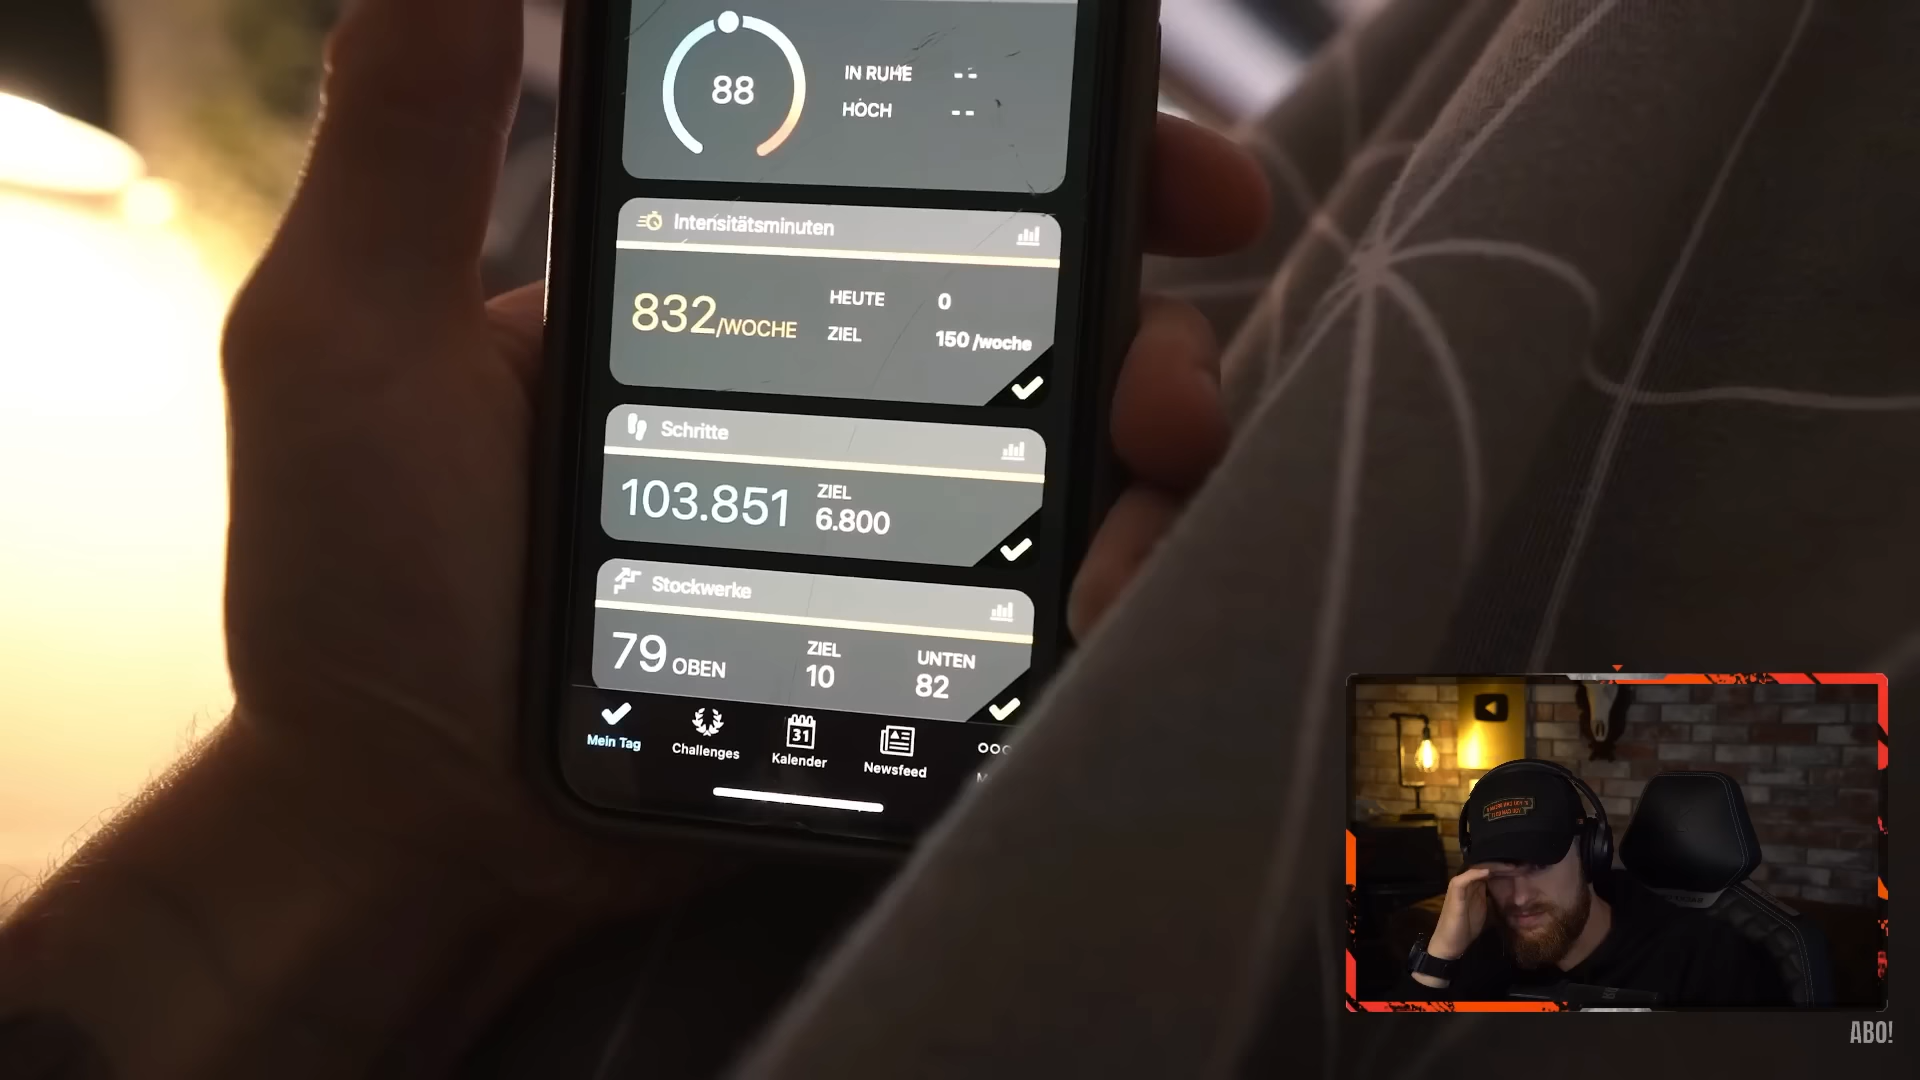 88
IN RUHE --
HOCH --
Intensitätsminuten
832/WOCHE
HEUTE 0
ZIEL 150 /woche
Schritte
103.851
ZIEL
6.800
Stockwerke
79 OBEN
ZIEL
10
UNTEN
82
Mein Tag
31
Challenges
Kalender
Newsfeed
ABO!